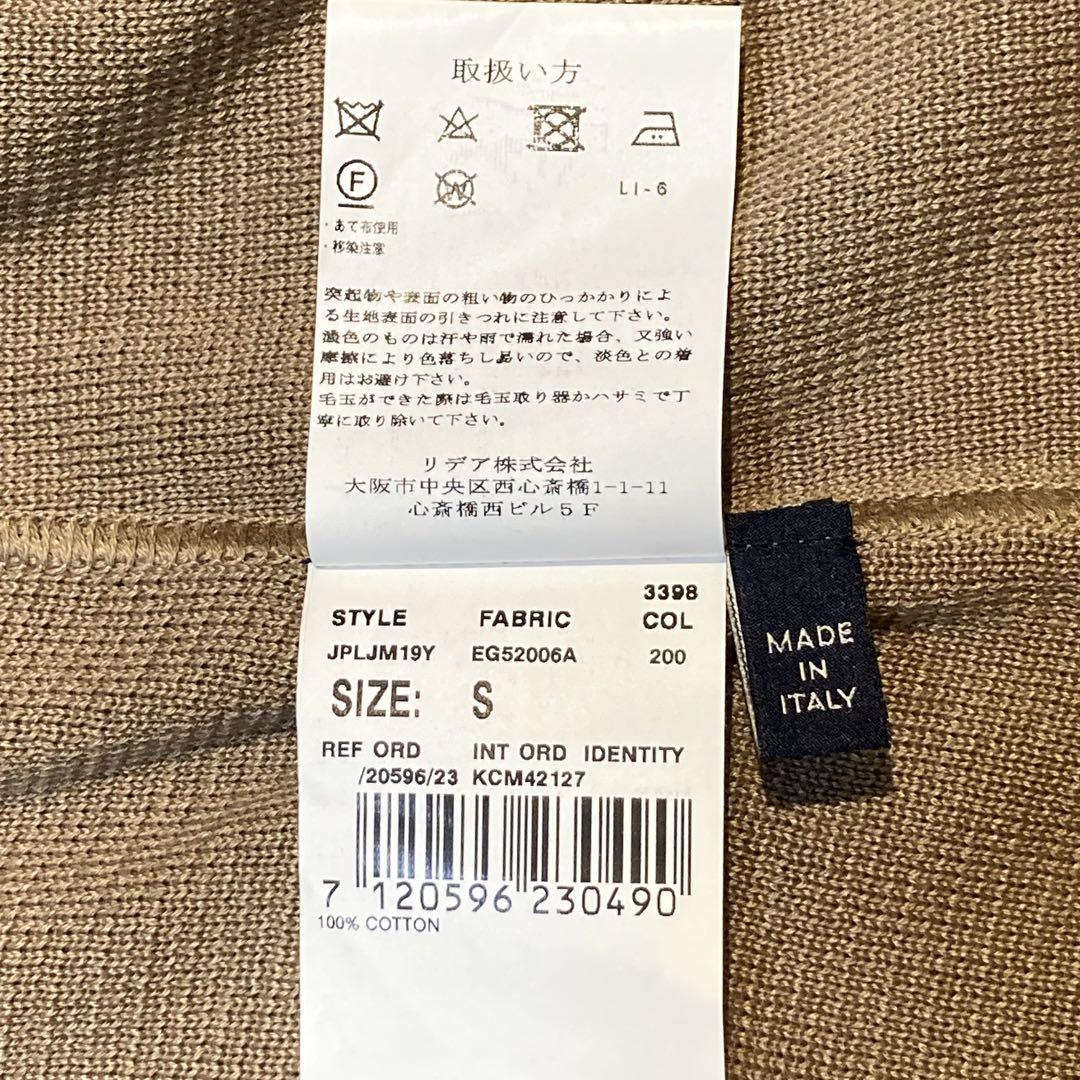 取扱い方
F W LI-6
・あて布使用
・移染注意
突起物や表面の粗い物のひっかかりによ
る生地表面の引きつれに注意して下さい。
濃色のものは汗や雨で濡れた場合、又強い
摩擦により色落ちし易いので、淡色との着
用はお避け下さい。
毛玉ができた際は毛玉取り器かハサミで丁
寧に取り除いて下さい。
リデア株式会社
大阪市中央区西心斎橋1-1-11
心斎橋西ビル5F
3398
STYLE FABRIC COL
JPLJM19Y EG52006A 200
SIZE: S
REF ORD INT ORD IDENTITY
/20596/23 KCM42127
7 120596 230490
100% COTTON
MADE
IN
ITALY